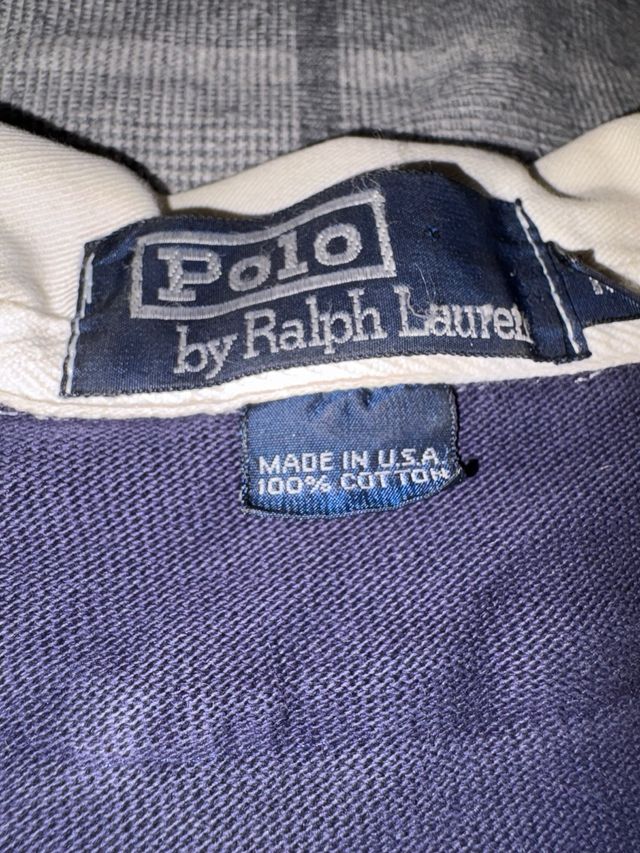 Polo
by Ralph Lauren
MADE IN U.S.A.
100% COTTON